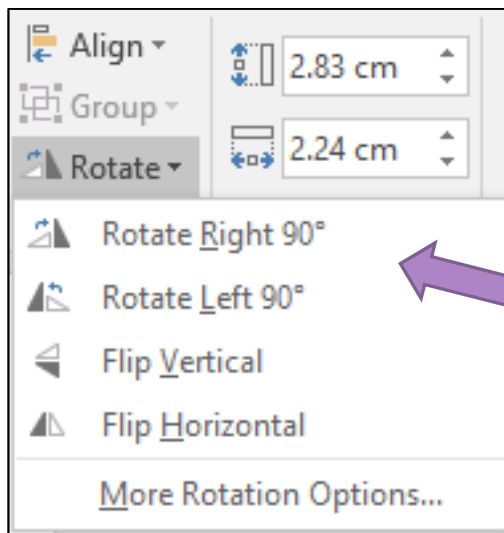 Align
2.83 cm
Group
2.24 cm
Rotate
Rotate Right 90°
Rotate Left 90°
Flip Vertical
Flip Horizontal
More Rotation Options...